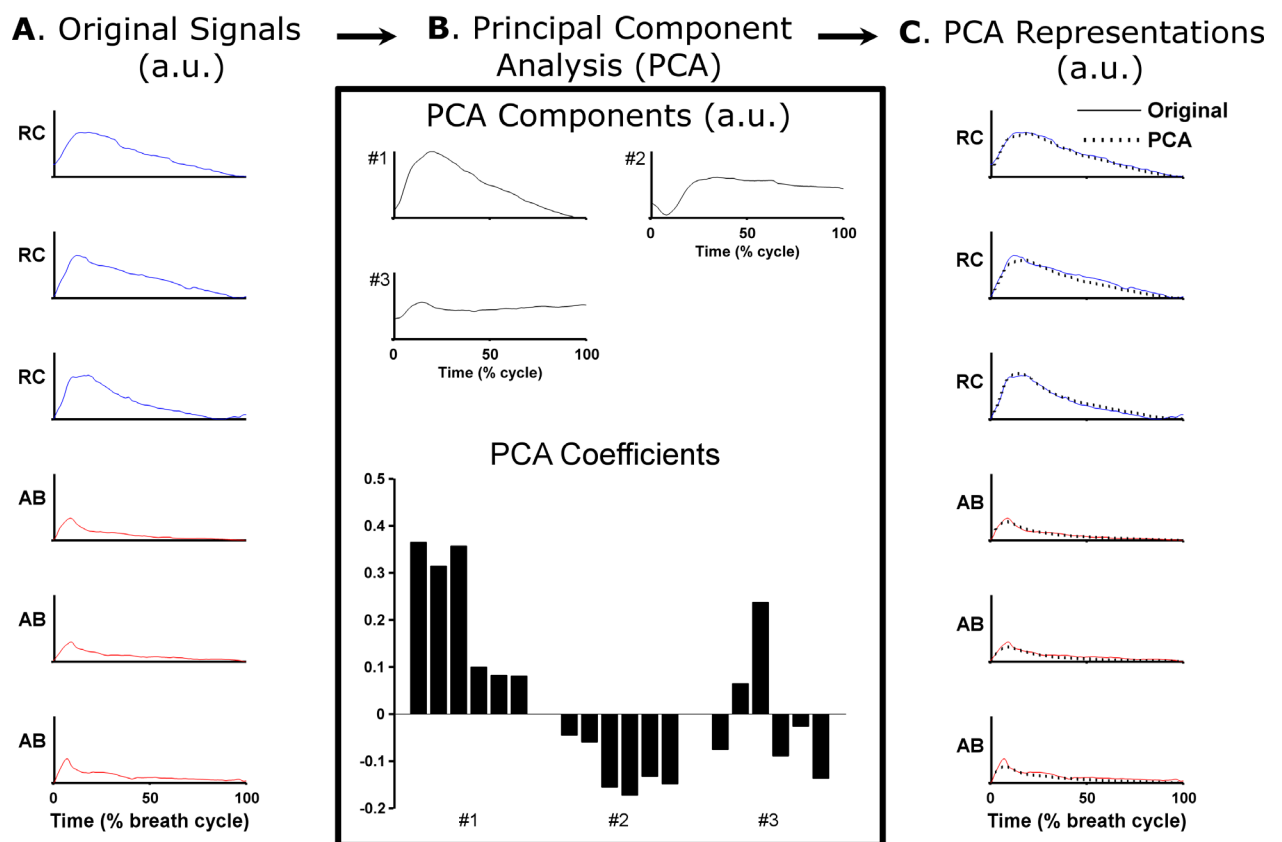 A. Original Signals
(a.u.)
B. Principal Component
Analysis (PCA)
C. PCA Representations
(a.u.)
RC
RC
RC
AB
AB
AB
0 50 100
Time (% breath cycle)
PCA Components (a.u.)
#1
#2
0 50 100
Time (% cycle)
#3
0 50 100
Time (% cycle)
PCA Coefficients
0.5
0.4
0.3
0.2
0.1
0
-0.1
-0.2
#1 #2 #3
Original
PCA
RC
RC
RC
AB
AB
AB
0 50 100
Time (% breath cycle)